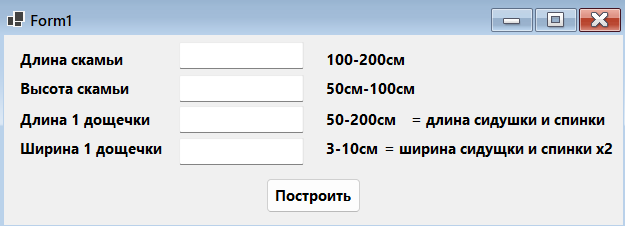 Form1
Длина скамьи 100-200см
Высота скамьи 50см-100см
Длина 1 дощечки 50-200см = длина сидушки и спинки
Ширина 1 дощечки 3-10см = ширина сидущки и спинки x2
Построить